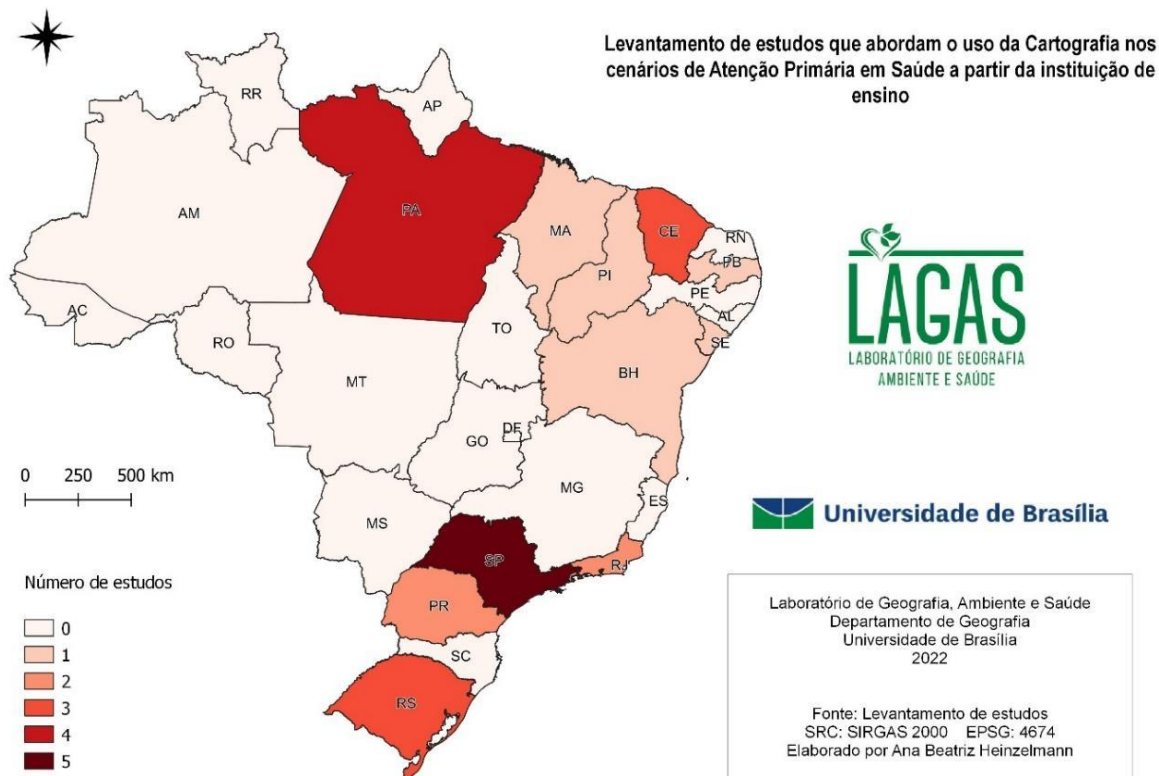 Levantamento de estudos que abordam o uso da Cartografia nos
cenários de Atenção Primária em Saúde a partir da instituição de
ensino
RR
AP
AM
PA
MA
CE
RN
PB
PI
PE
AL
SE
AC
RO
TO
BH
MT
GO
DF
MG
ES
MS
SP
RJ
PR
SC
RS
LAGAS
LABORATÓRIO DE GEOGRAFIA
AMBIENTE E SAÚDE
0 250 500 km
Universidade de Brasília
Número de estudos
0
1
2
3
4
5
Laboratório de Geografia, Ambiente e Saúde
Departamento de Geografia
Universidade de Brasília
2022
Fonte: Levantamento de estudos
SRC: SIRGAS 2000 EPSG: 4674
Elaborado por Ana Beatriz Heinzelmann